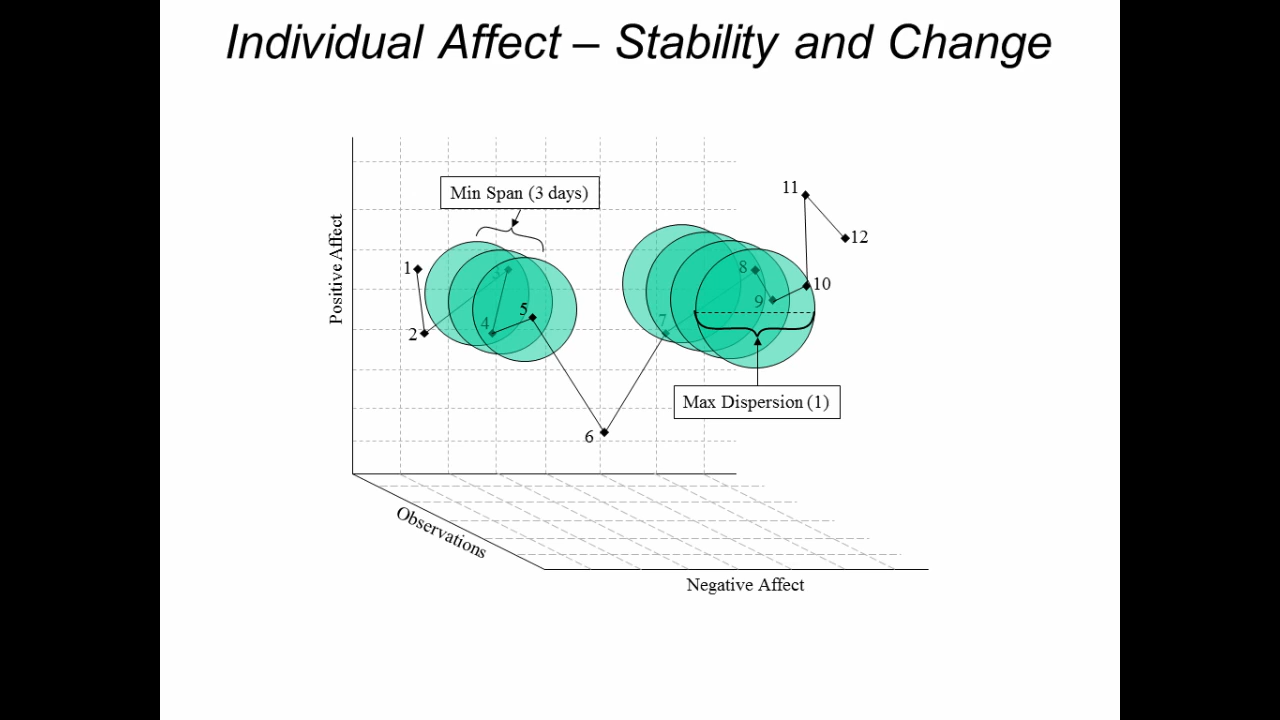 Individual Affect – Stability and Change
Min Span (3 days)
Positive Affect
1
2
3
4
5
6
7
8
9
10
11
12
Max Dispersion (1)
Observations
Negative Affect